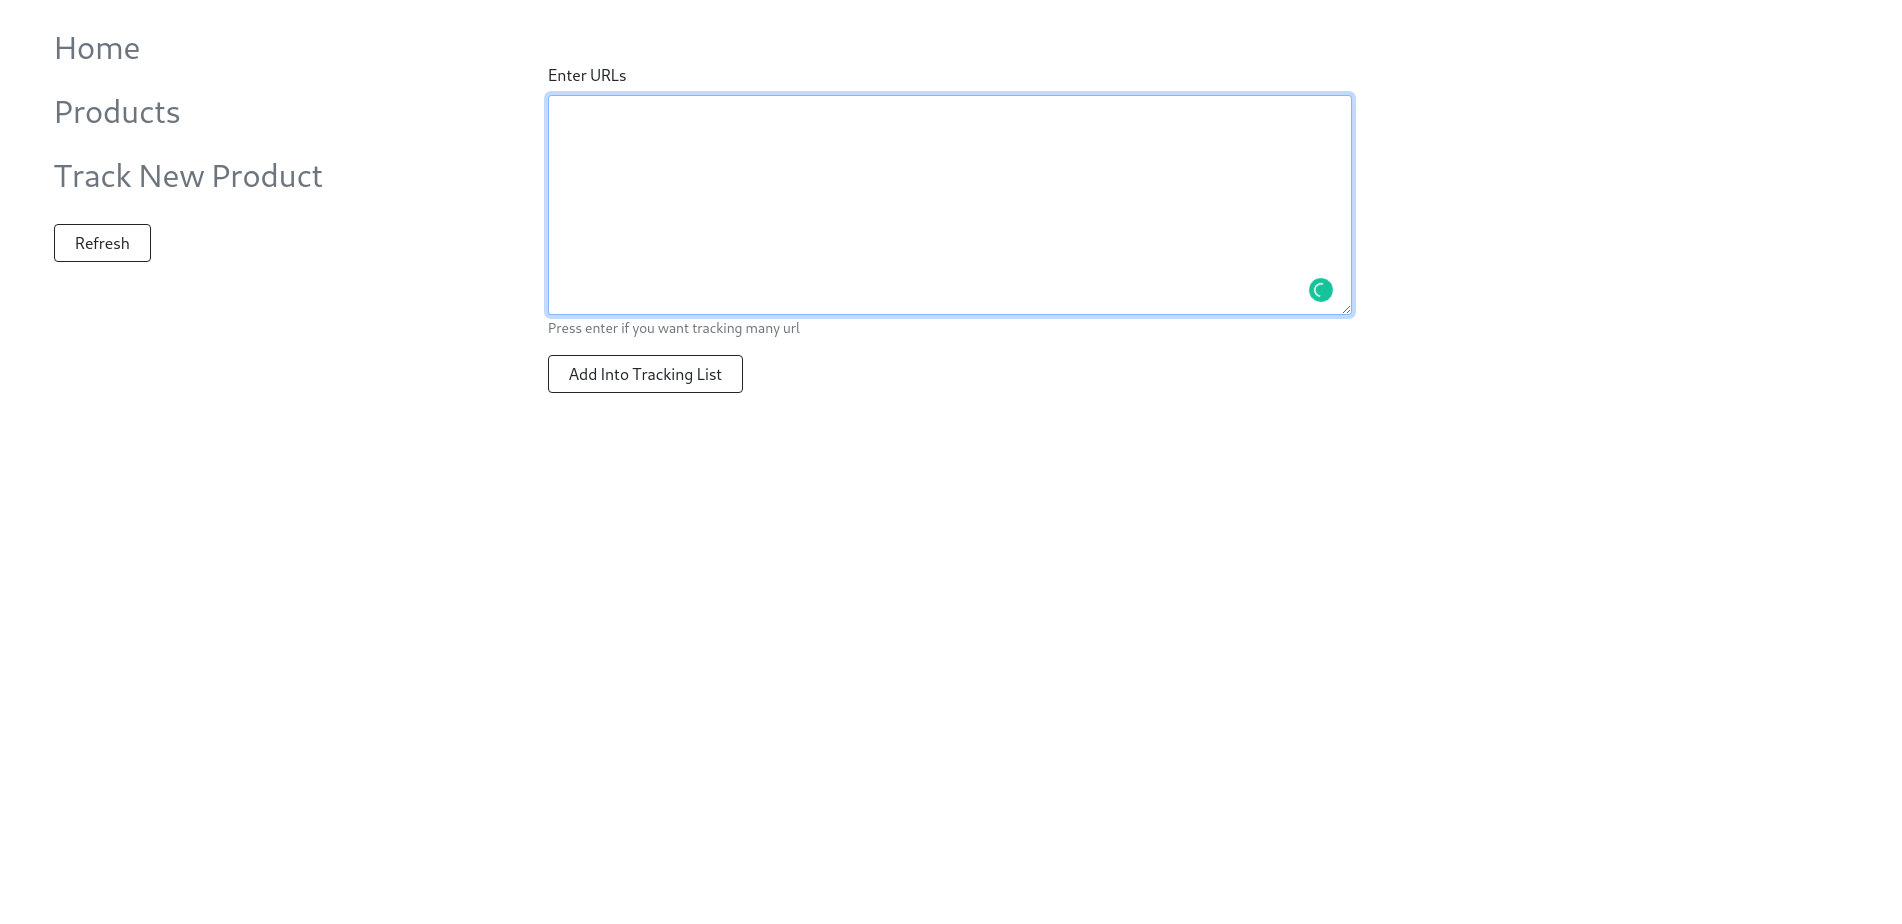 Home
Products
Track New Product
Refresh
Enter URLs
Press enter if you want tracking many url
Add Into Tracking List